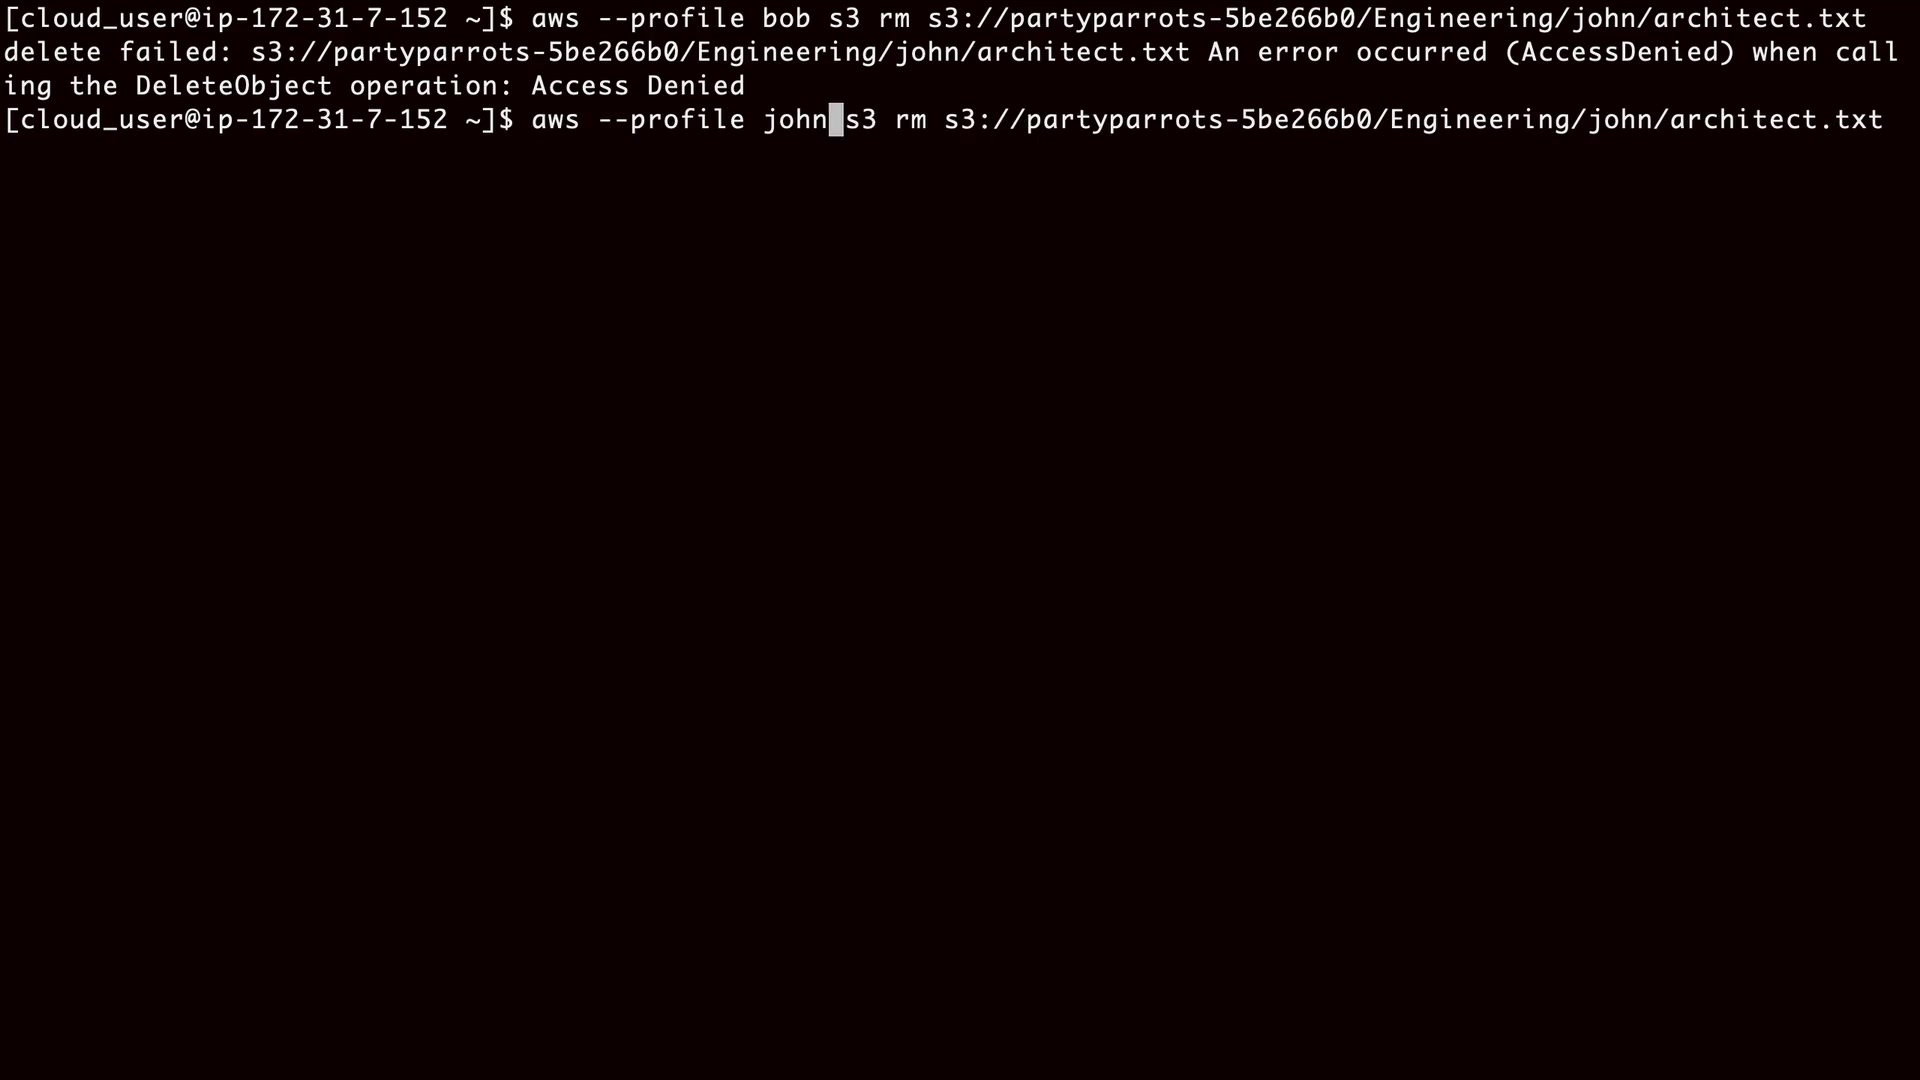 [cloud_user@ip-172-31-7-152 ~]$ aws --profile bob s3 rm s3://partyparrots-5be266b0/Engineering/john/architect.txt
delete failed: s3://partyparrots-5be266b0/Engineering/john/architect.txt An error occurred (AccessDenied) when call
ing the DeleteObject operation: Access Denied
[cloud_user@ip-172-31-7-152 ~]$ aws --profile john s3 rm s3://partyparrots-5be266b0/Engineering/john/architect.txt